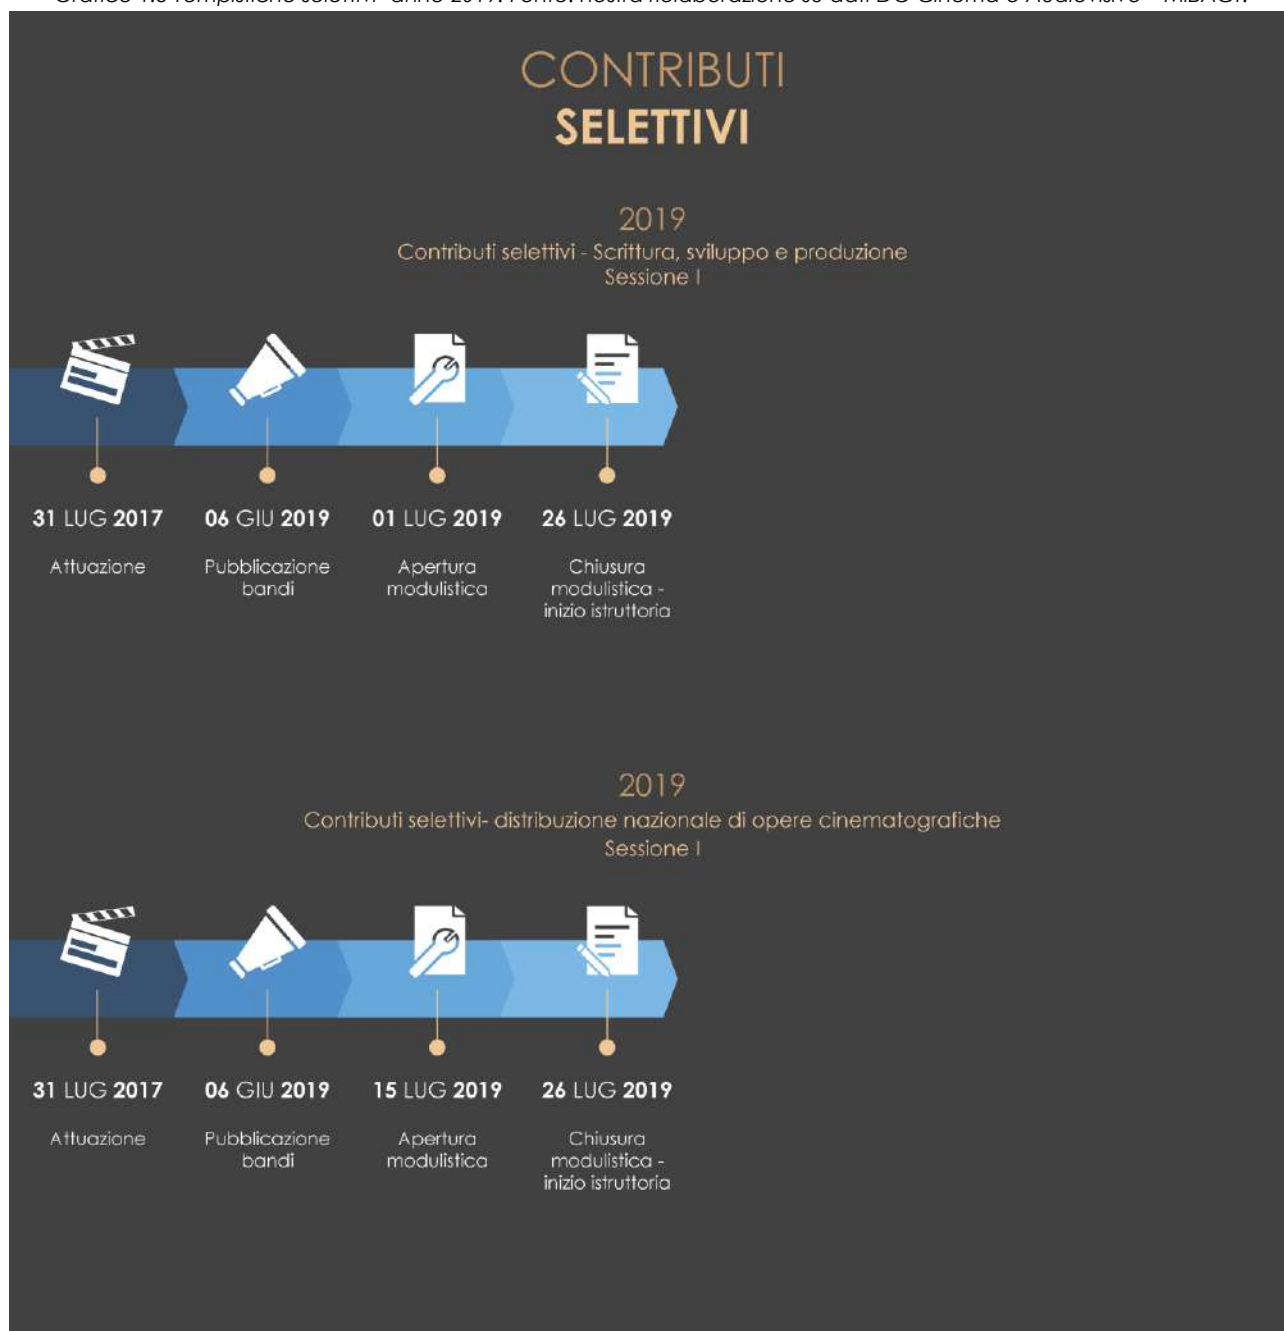 CONTRIBUTI
SELETTIVI
2019
Contributi selettivi - Scrittura, sviluppo e produzione
Sessione I
31 LUG 2017 06 GIU 2019 01 LUG 2019 26 LUG 2019
Attuazione Pubblicazione Apertura Chiusura
bandi modulistica modulistica -
inizio istruttoria
2019
Contributi selettivi- distribuzione nazionale di opere cinematografiche
Sessione I
31 LUG 2017 06 GIU 2019 15 LUG 2019 26 LUG 2019
Attuazione Pubblicazione Apertura Chiusura
bandi modulistica modulistica -
inizio istruttoria